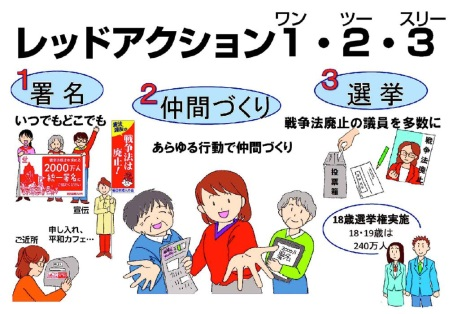 ワン ツー スリー
レッドアクション1・2・3
1 署名
いつでもどこでも
2000万人
統一署名
戦争法は
廃止!
宣伝
ご近所
申し入れ、
平和カフェ…
2 仲間づくり
あらゆる行動で仲間づくり
3 選挙
戦争法廃止の議員を多数に
投票箱
戦争法廃止
18歳選挙権実施
18・19歳は
240万人